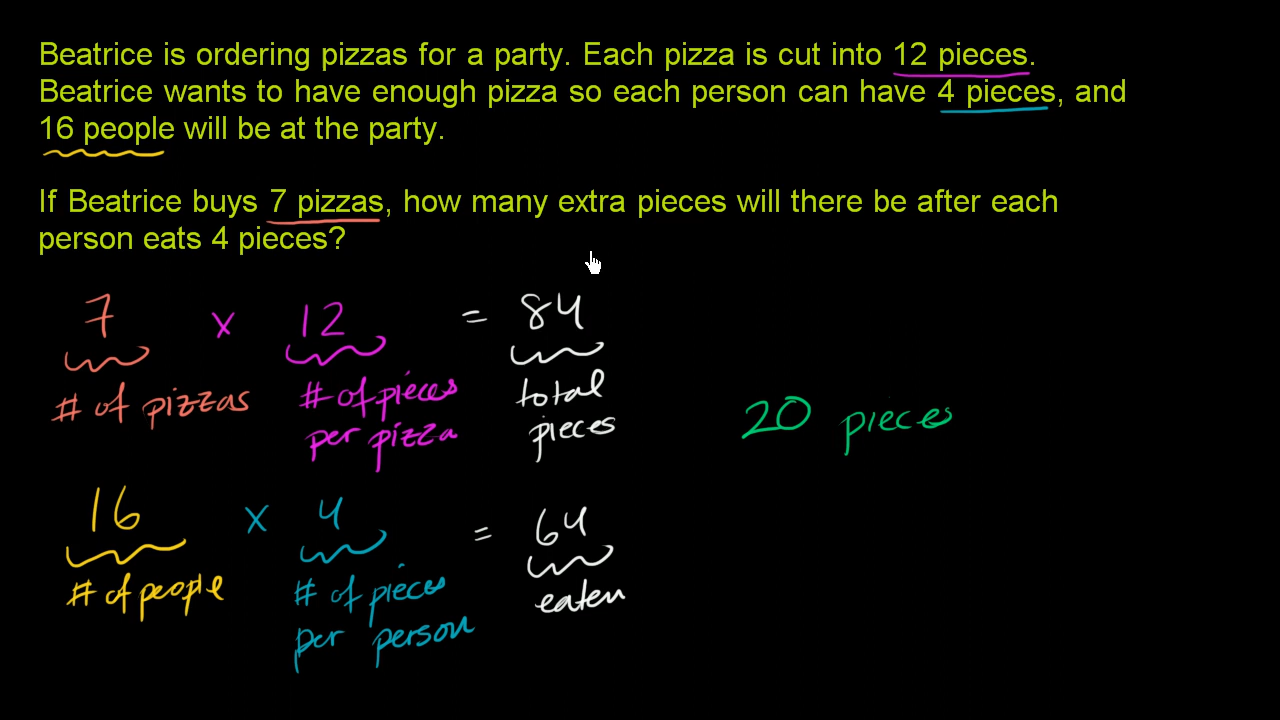 Beatrice is ordering pizzas for a party. Each pizza is cut into 12 pieces.
Beatrice wants to have enough pizza so each person can have 4 pieces, and
16 people will be at the party.
If Beatrice buys 7 pizzas, how many extra pieces will there be after each
person eats 4 pieces?
7 x 12 = 84
# of pizzas # of pieces total
per pizza pieces
20 pieces
16 x 4 = 64
# of people # of pieces eaten
per person